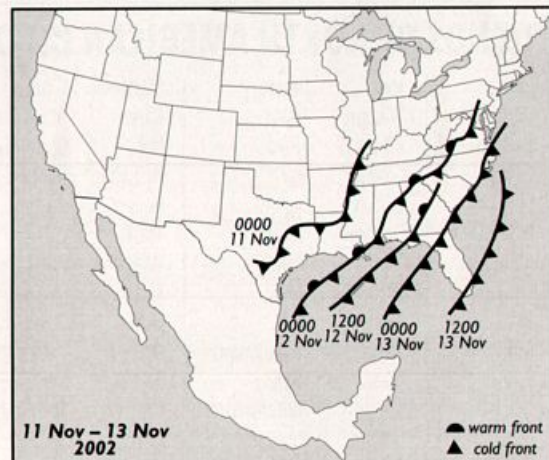 0000
11 Nov
0000
12 Nov
1200
12 Nov
0000
13 Nov
1200
13 Nov
11 Nov – 13 Nov
2002
warm front
cold front